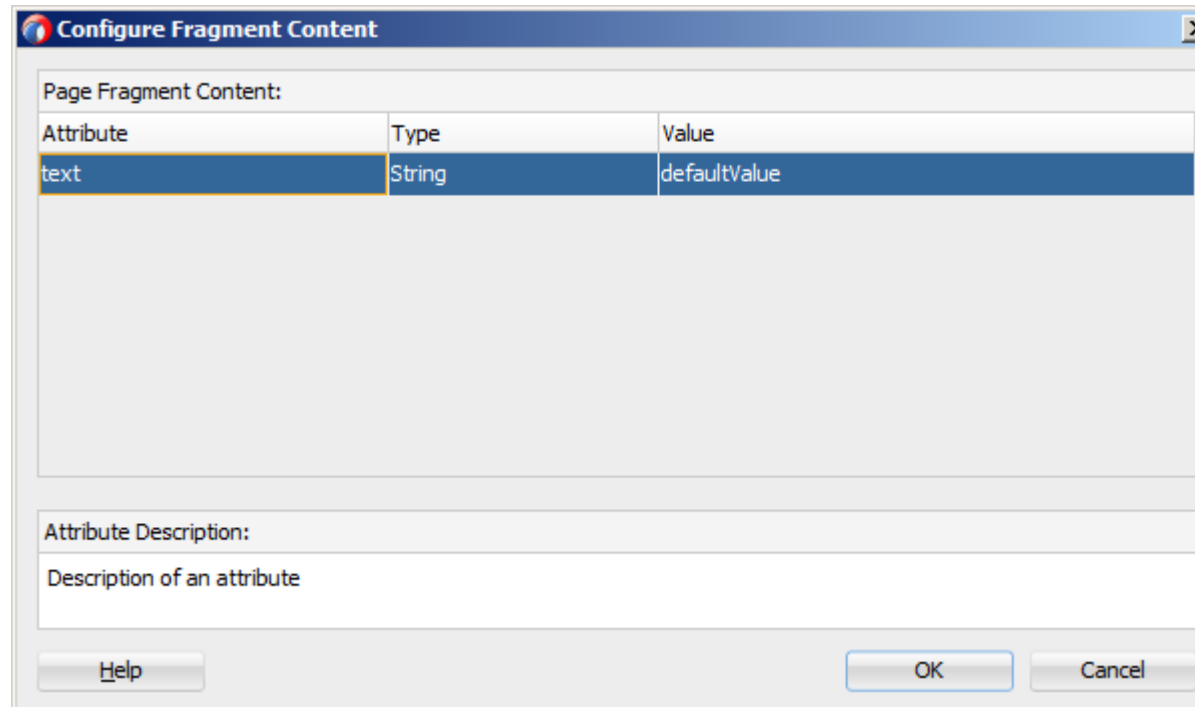 Configure Fragment Content
Page Fragment Content:
Attribute Type Value
text String defaultValue
Attribute Description:
Description of an attribute
Help OK Cancel